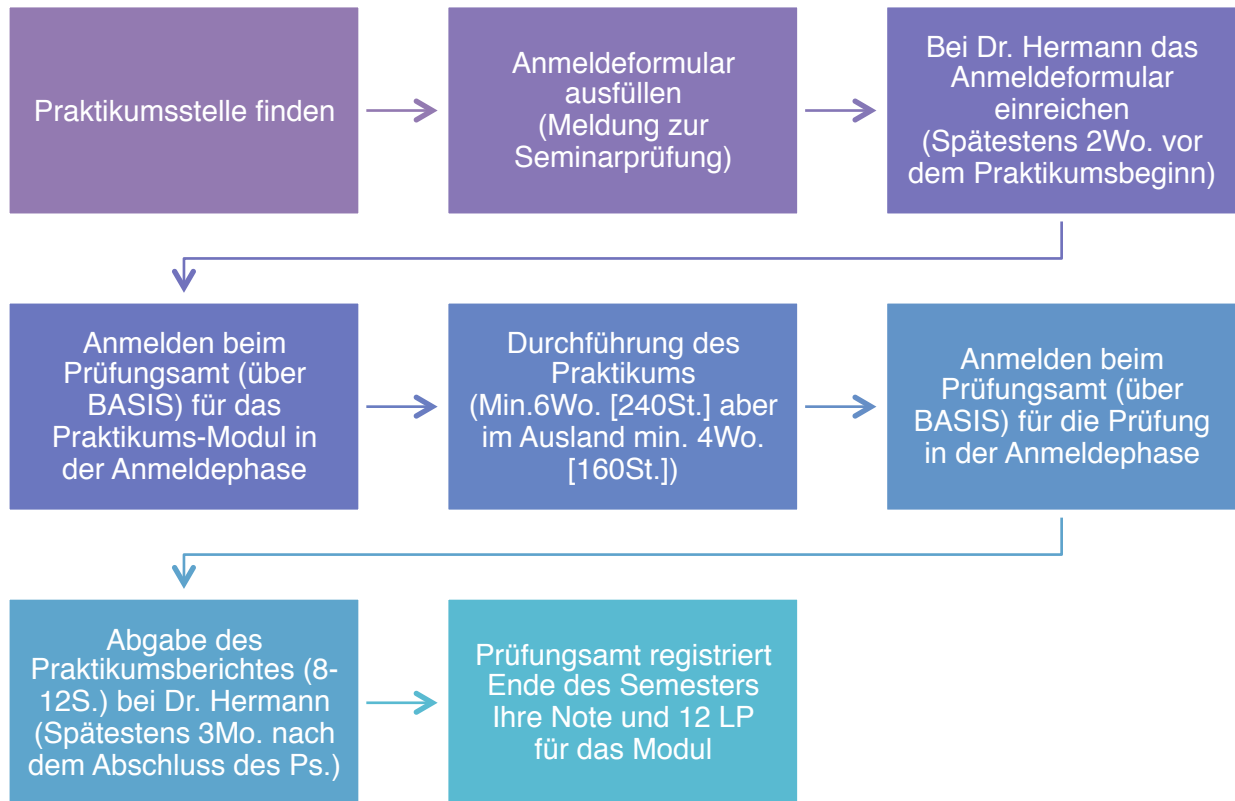 Praktikumsstelle finden
Anmeldeformular
ausfüllen
(Meldung zur
Seminarprüfung)
Bei Dr. Hermann das
Anmeldeformular
einreichen
(Spätestens 2Wo. vor
dem Praktikumsbeginn)
Anmelden beim
Prüfungsamt (über
BASIS) für das
Praktikums-Modul in
der Anmeldephase
Durchführung des
Praktikums
(Min.6Wo. [240St.] aber
im Ausland min. 4Wo.
[160St.])
Anmelden beim
Prüfungsamt (über
BASIS) für die Prüfung
in der Anmeldephase
Abgabe des
Praktikumsberichtes (8-
12S.) bei Dr. Hermann
(Spätestens 3Mo. nach
dem Abschluss des Ps.)
Prüfungsamt registriert
Ende des Semesters
Ihre Note und 12 LP
für das Modul